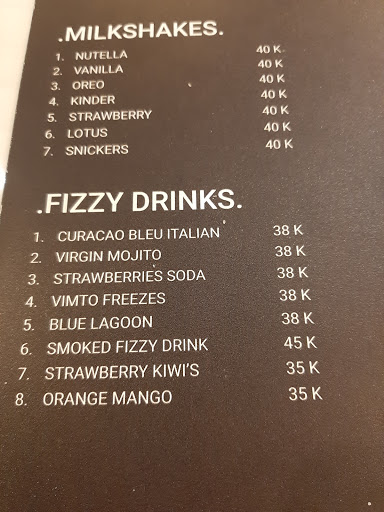 .MILKSHAKES.
1. NUTELLA 40 K
2. VANILLA 40 K
3. OREO 40 K
4. KINDER 40 K
5. STRAWBERRY 40 K
6. LOTUS 40 K
7. SNICKERS 40 K
.FIZZY DRINKS.
1. CURACAO BLEU ITALIAN 38 K
2. VIRGIN MOJITO 38 K
3. STRAWBERRIES SODA 38 K
4. VIMTO FREEZES 38 K
5. BLUE LAGOON 38 K
6. SMOKED FIZZY DRINK 45 K
7. STRAWBERRY KIWI'S 35 K
8. ORANGE MANGO 35 K